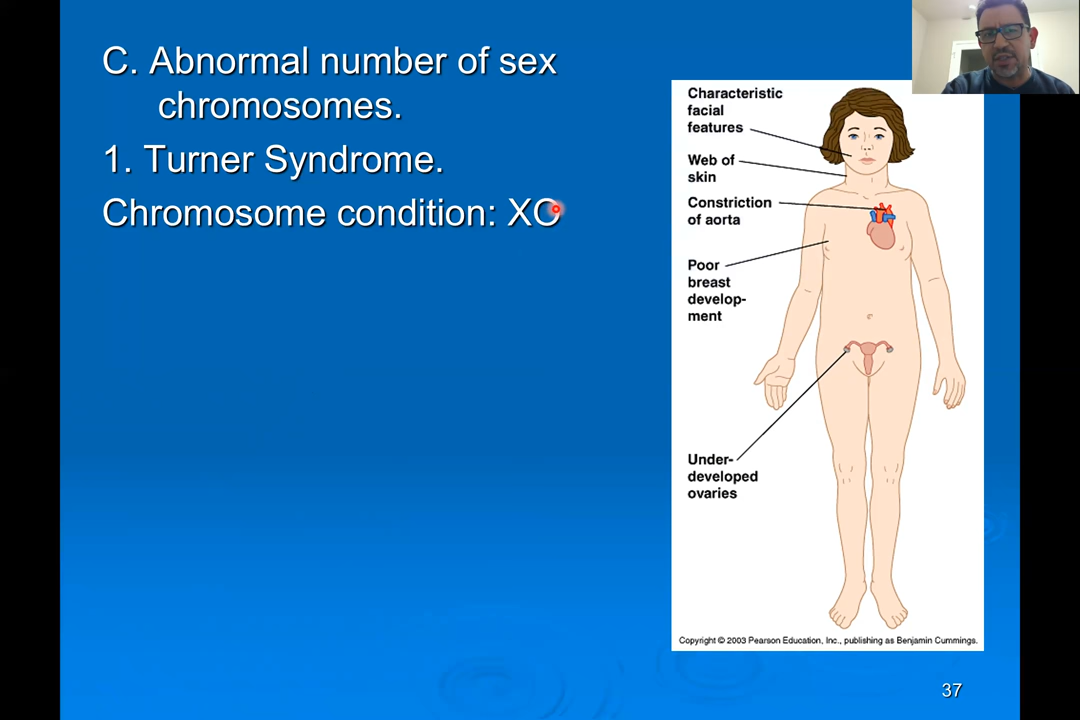 C. Abnormal number of sex
chromosomes.
1. Turner Syndrome.
Chromosome condition: XO
Characteristic
facial
features
Web of
skin
Constriction
of aorta
Poor
breast
develop-
ment
Under-
developed
ovaries
Copyright © 2003 Pearson Education, Inc., publishing as Benjamin Cummings.
37